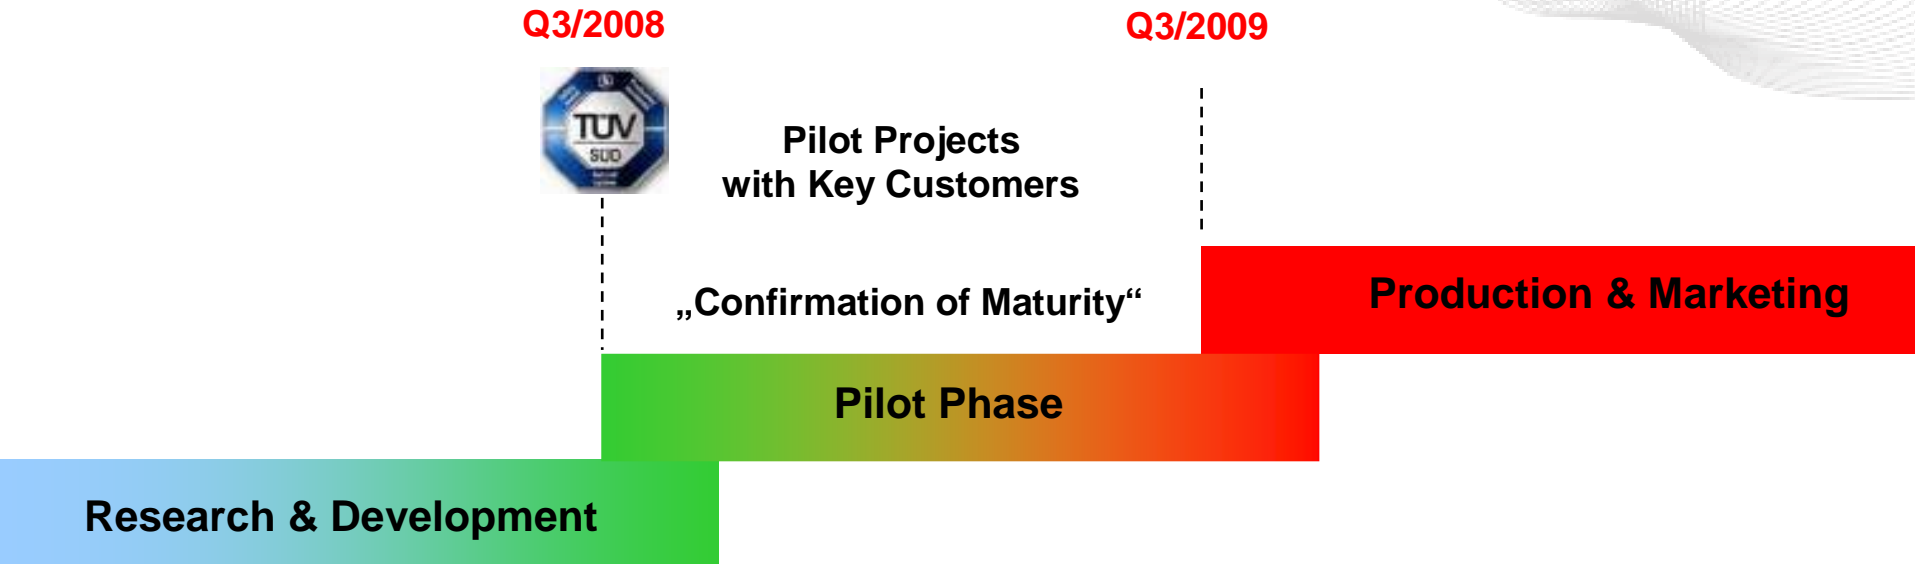 Q3/2008
Q3/2009
TÜV
SÜD
Pilot Projects
with Key Customers
„Confirmation of Maturity“
Production & Marketing
Pilot Phase
Research & Development